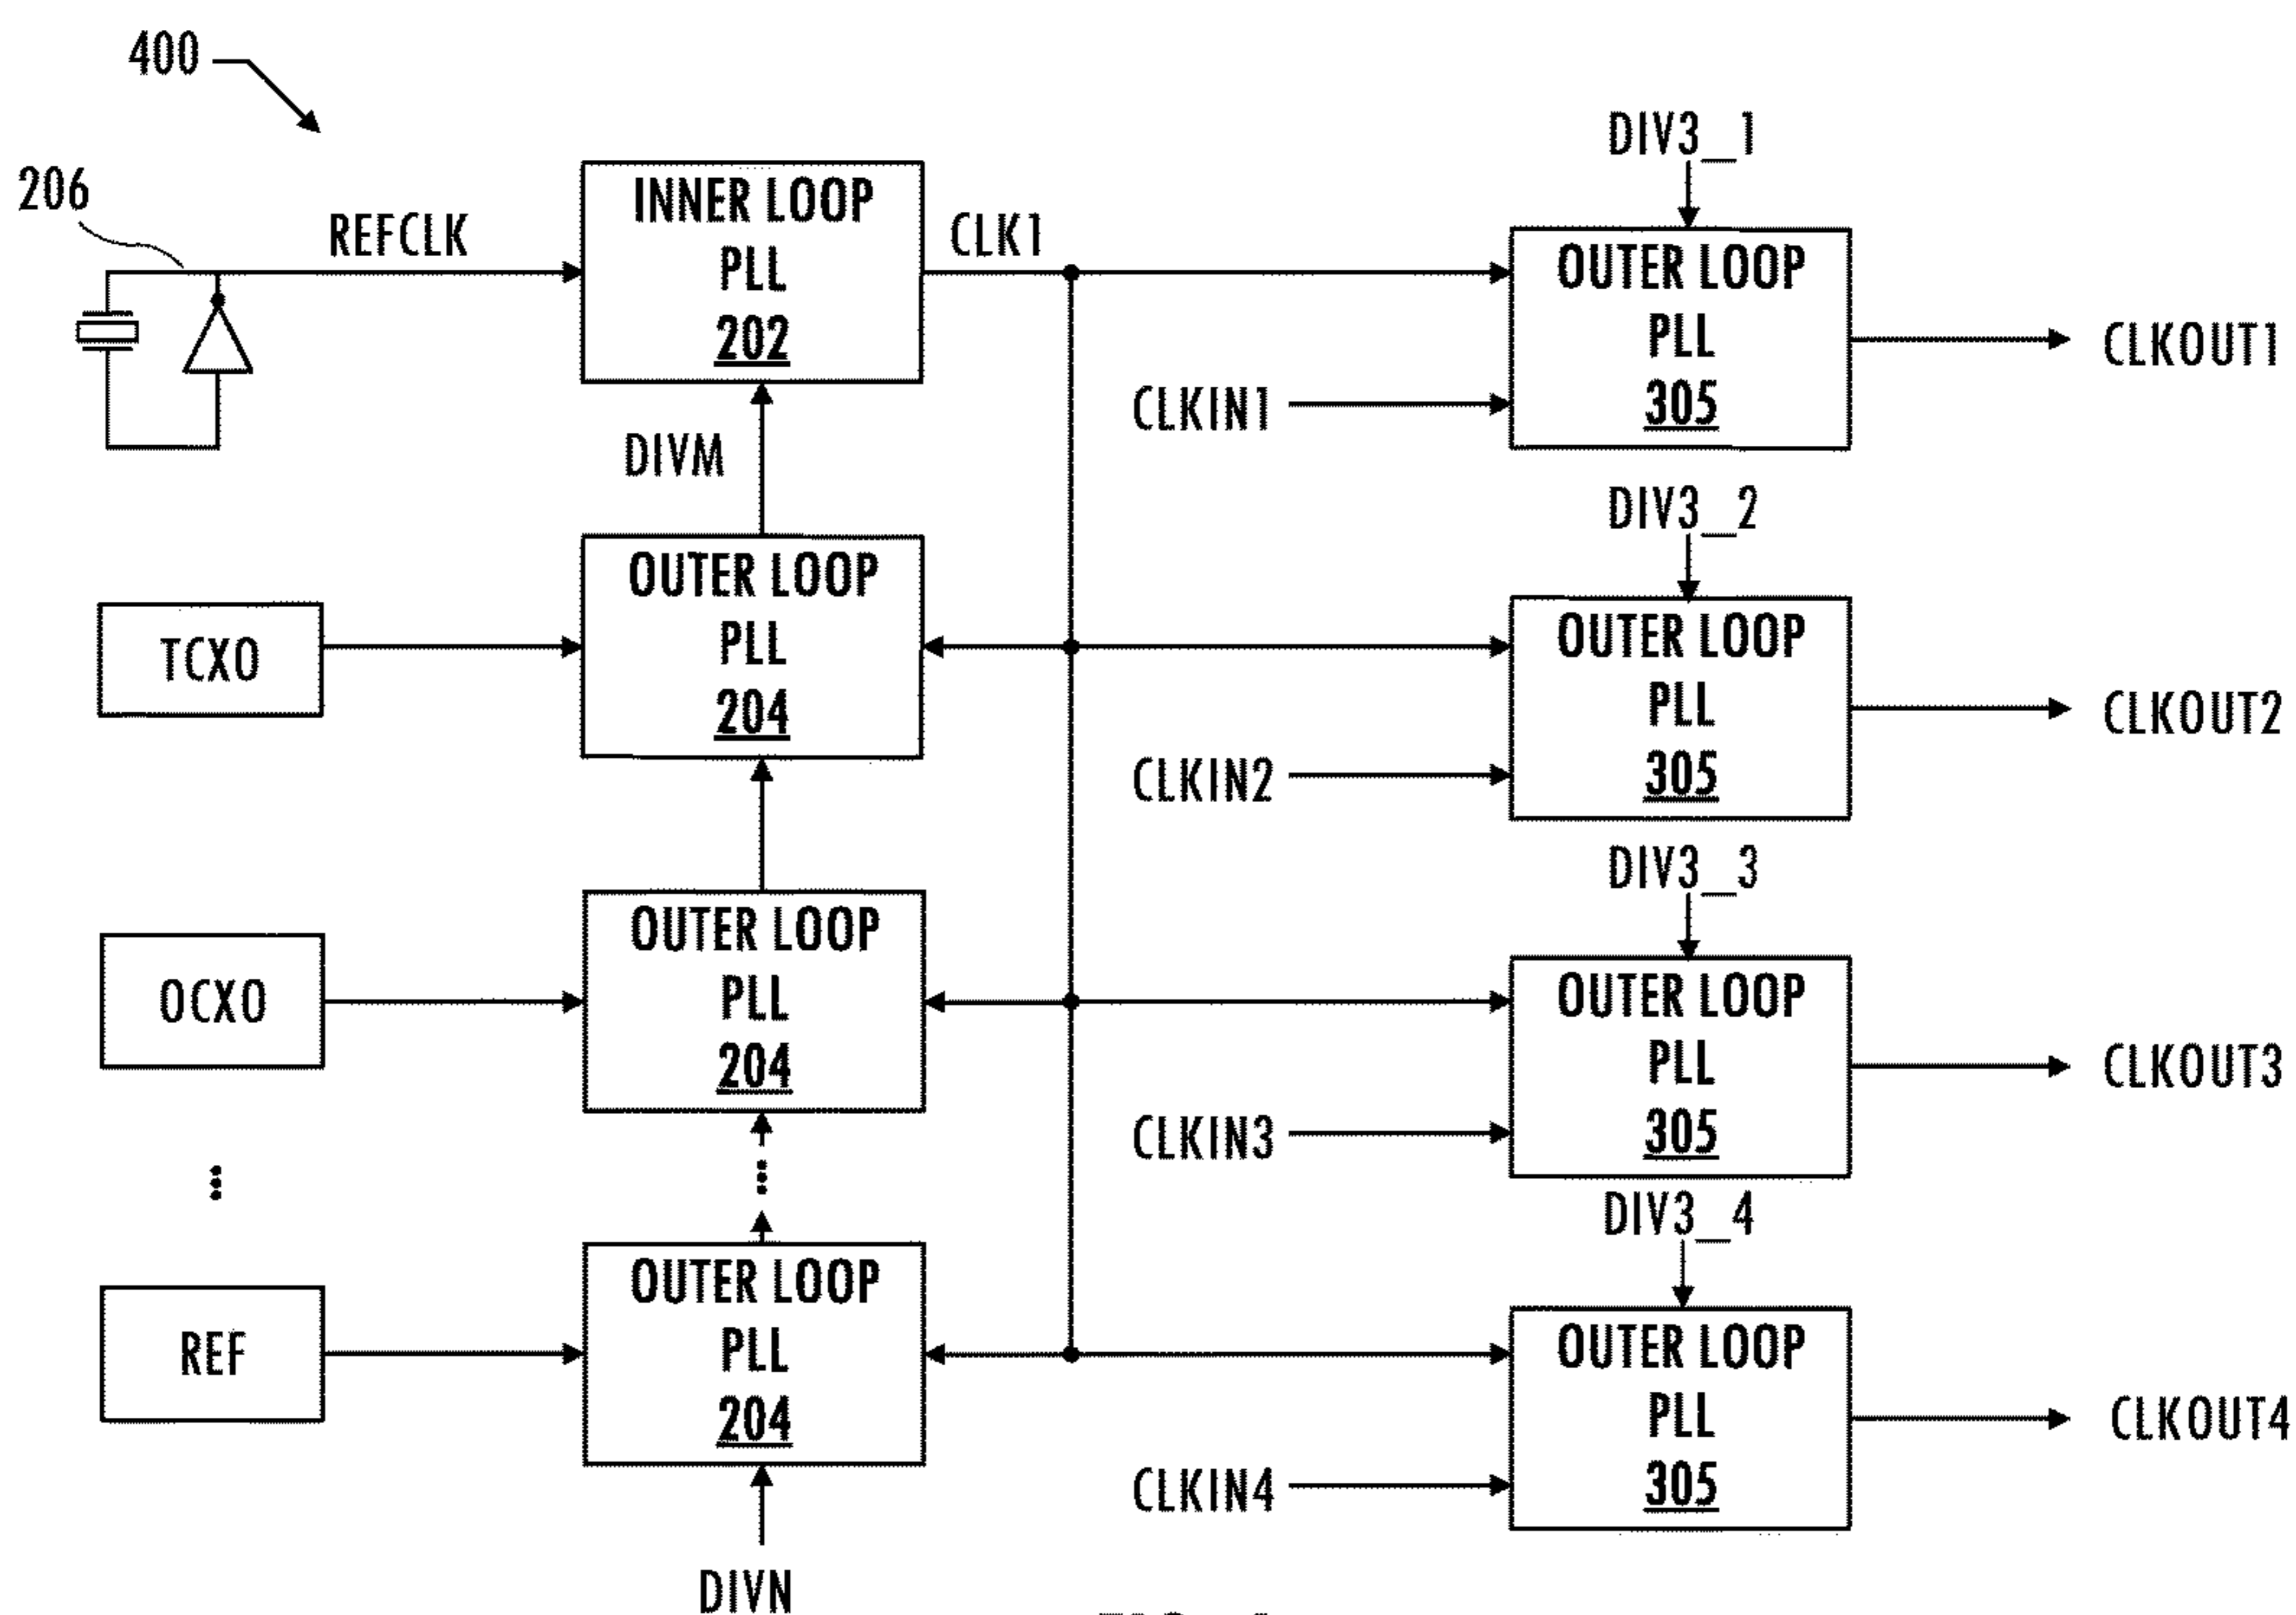 400
206
REFCLK
INNER LOOP
PLL
202
CLK1
DIV3_1
OUTER LOOP
PLL
305
CLKIN1
CLKOUT1
DIVM
DIV3_2
TCXO
OUTER LOOP
PLL
204
OUTER LOOP
PLL
305
CLKIN2
CLKOUT2
DIV3_3
OCXO
OUTER LOOP
PLL
204
OUTER LOOP
PLL
305
CLKIN3
CLKOUT3
...
...
DIV3_4
REF
OUTER LOOP
PLL
204
OUTER LOOP
PLL
305
CLKIN4
CLKOUT4
DIVN